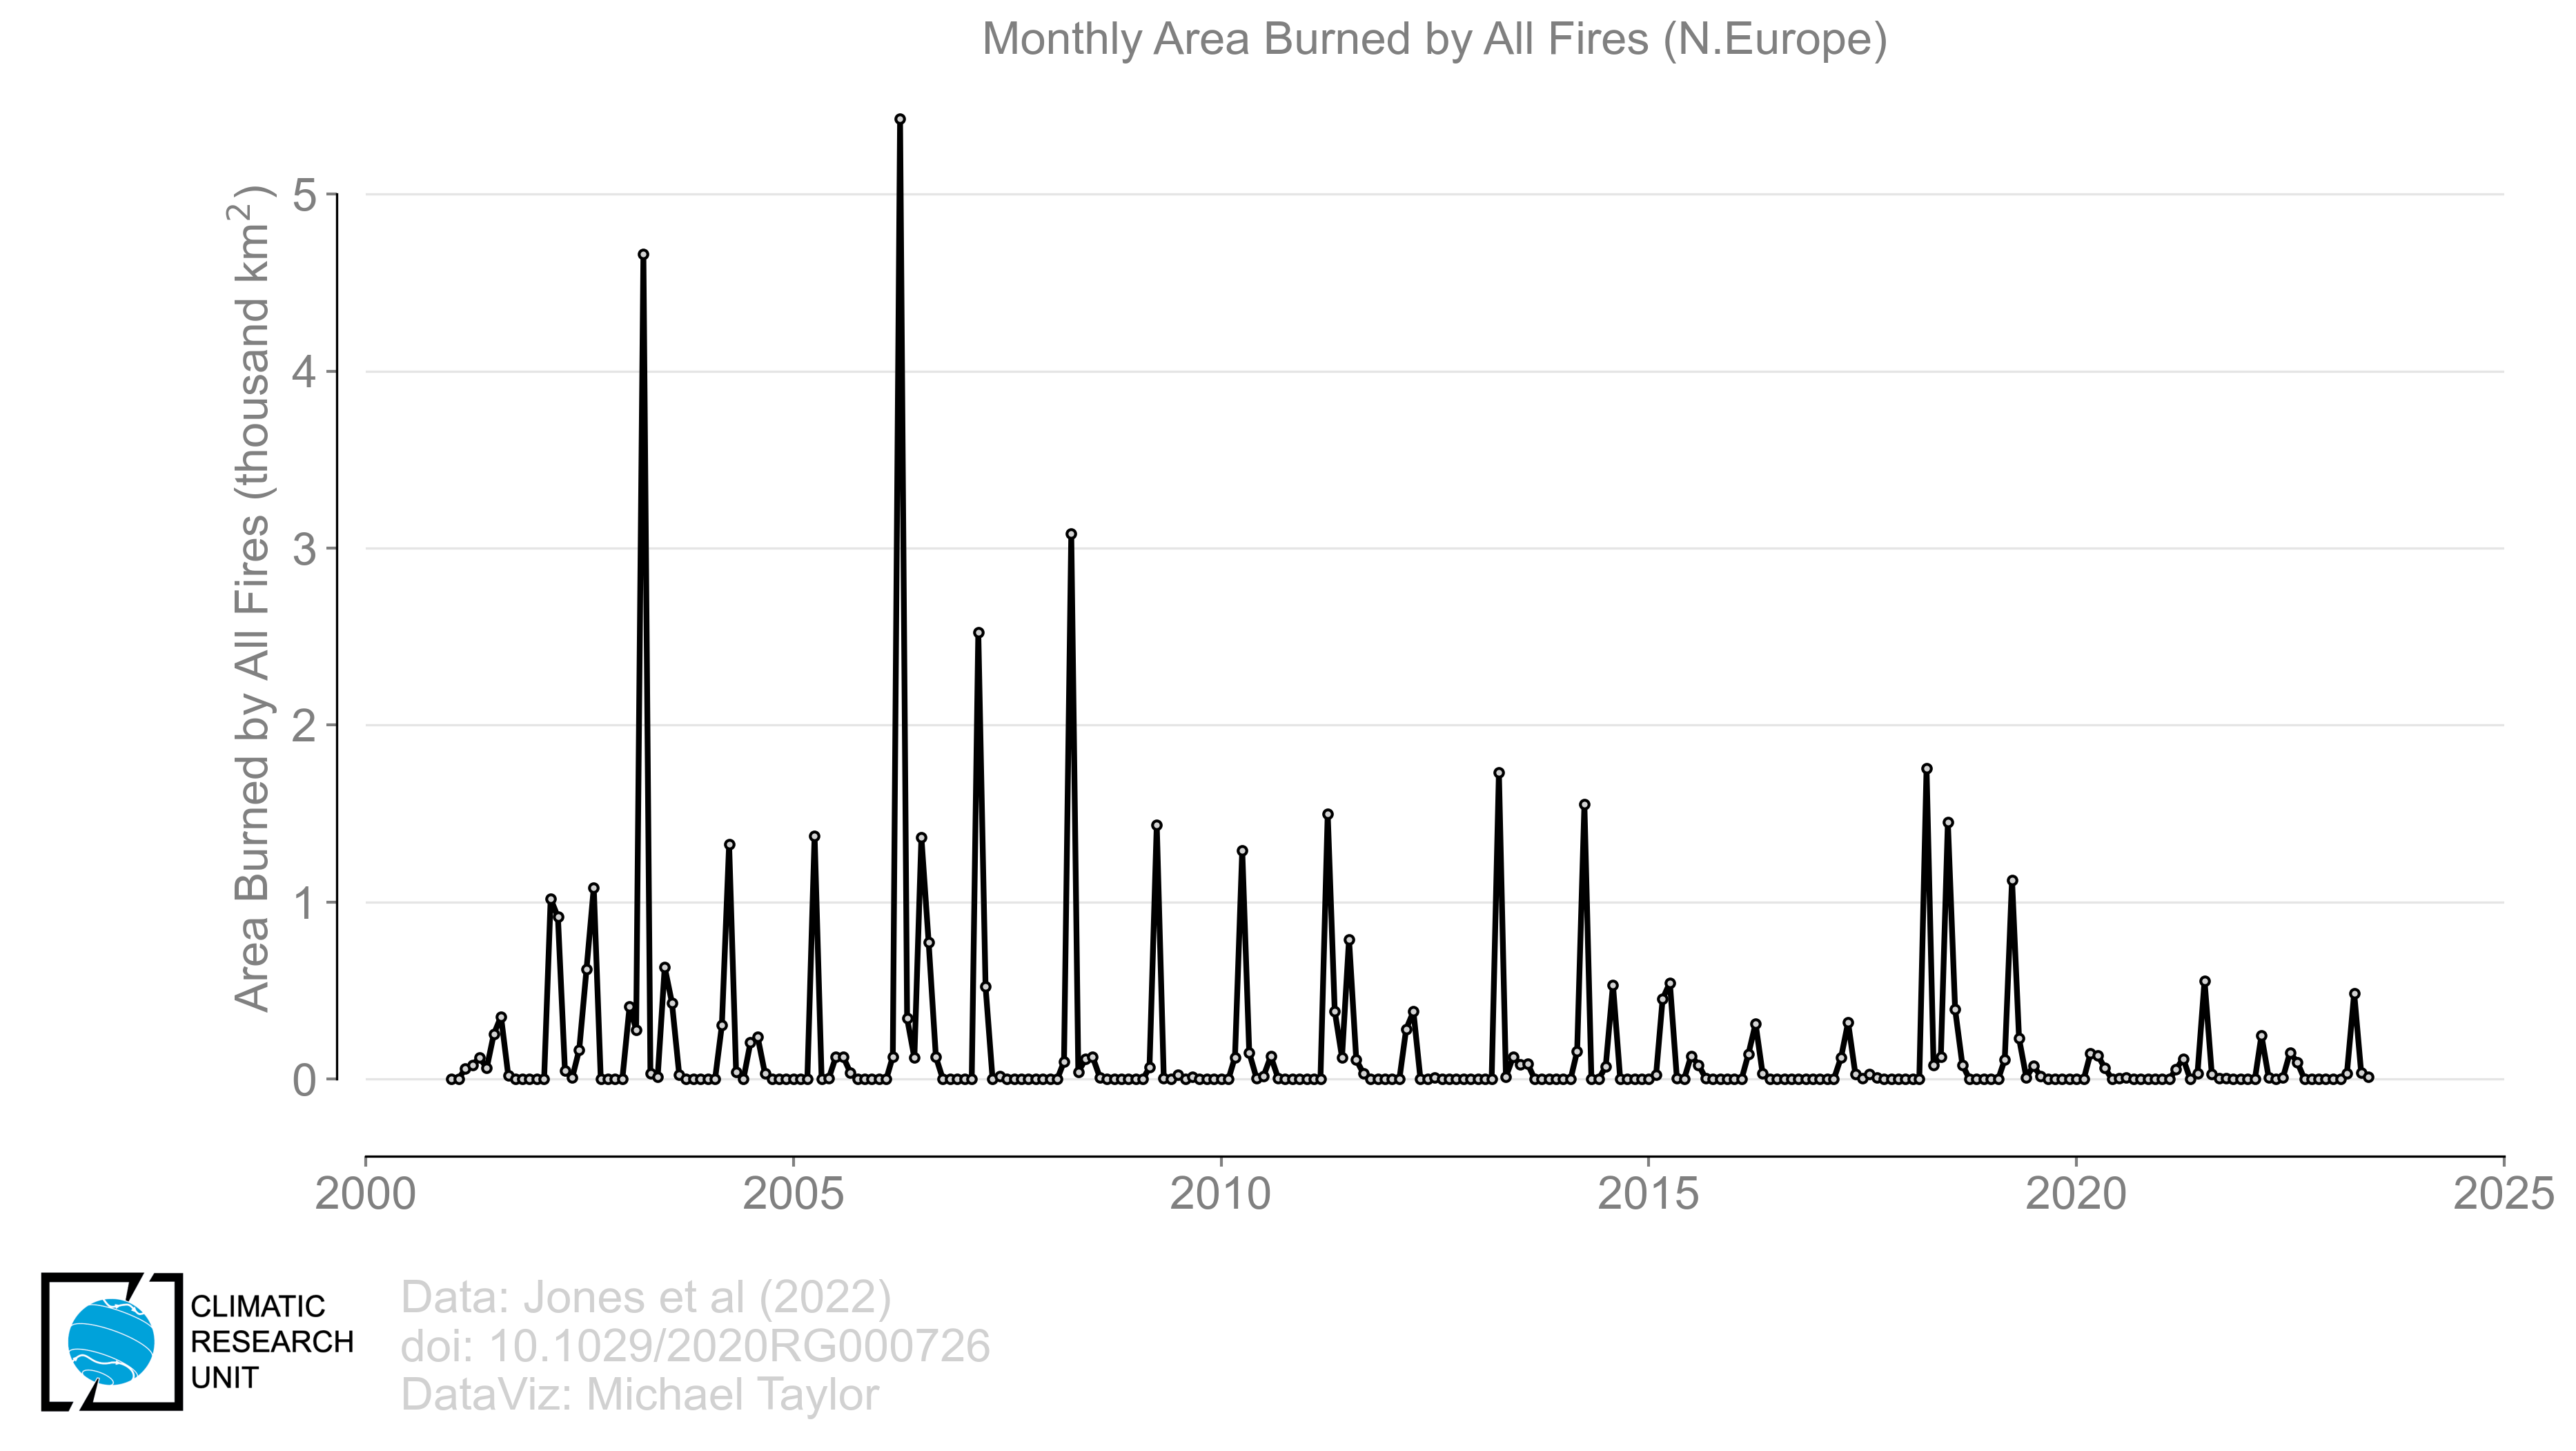 Monthly Area Burned by All Fires (N.Europe)
Area Burned by All Fires (thousand km²)
5
4
3
2
1
0
2000 2005 2010 2015 2020 2025
CLIMATIC
RESEARCH
UNIT
Data: Jones et al (2022)
doi: 10.1029/2020RG000726
DataViz: Michael Taylor